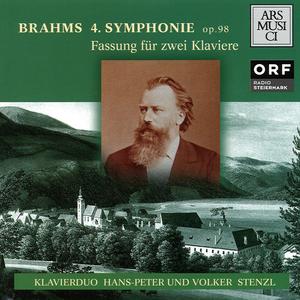 BRAHMS 4. SYMPHONIE op.98
Fassung für zwei Klaviere
ARS
MUSI
CI
ORF
RADIO
STEIERMARK
KLAVIERDUO HANS-PETER UND VOLKER STENZL